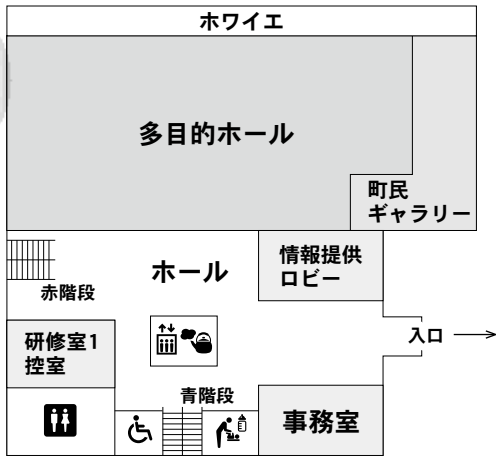 ホワイエ
多目的ホール
町民
ギャラリー
情報提供
ロビー
ホール
赤階段
入口
研修室1
控室
青階段
事務室